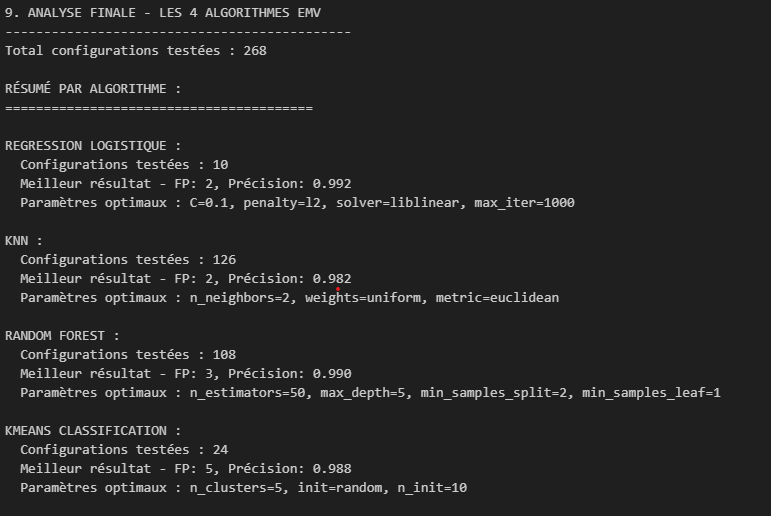 9. ANALYSE FINALE - LES 4 ALGORITHMES EMV
---------------------------------------------
Total configurations testées : 268
RÉSUMÉ PAR ALGORITHME :
========================================
REGRESSION LOGISTIQUE :
Configurations testées : 10
Meilleur résultat - FP: 2, Précision: 0.992
Paramètres optimaux : C=0.1, penalty=l2, solver=liblinear, max_iter=1000
KNN :
Configurations testées : 126
Meilleur résultat - FP: 2, Précision: 0.982
Paramètres optimaux : n_neighbors=2, weights=uniform, metric=euclidean
RANDOM FOREST :
Configurations testées : 108
Meilleur résultat - FP: 3, Précision: 0.990
Paramètres optimaux : n_estimators=50, max_depth=5, min_samples_split=2, min_samples_leaf=1
KMEANS CLASSIFICATION :
Configurations testées : 24
Meilleur résultat - FP: 5, Précision: 0.988
Paramètres optimaux : n_clusters=5, init=random, n_init=10